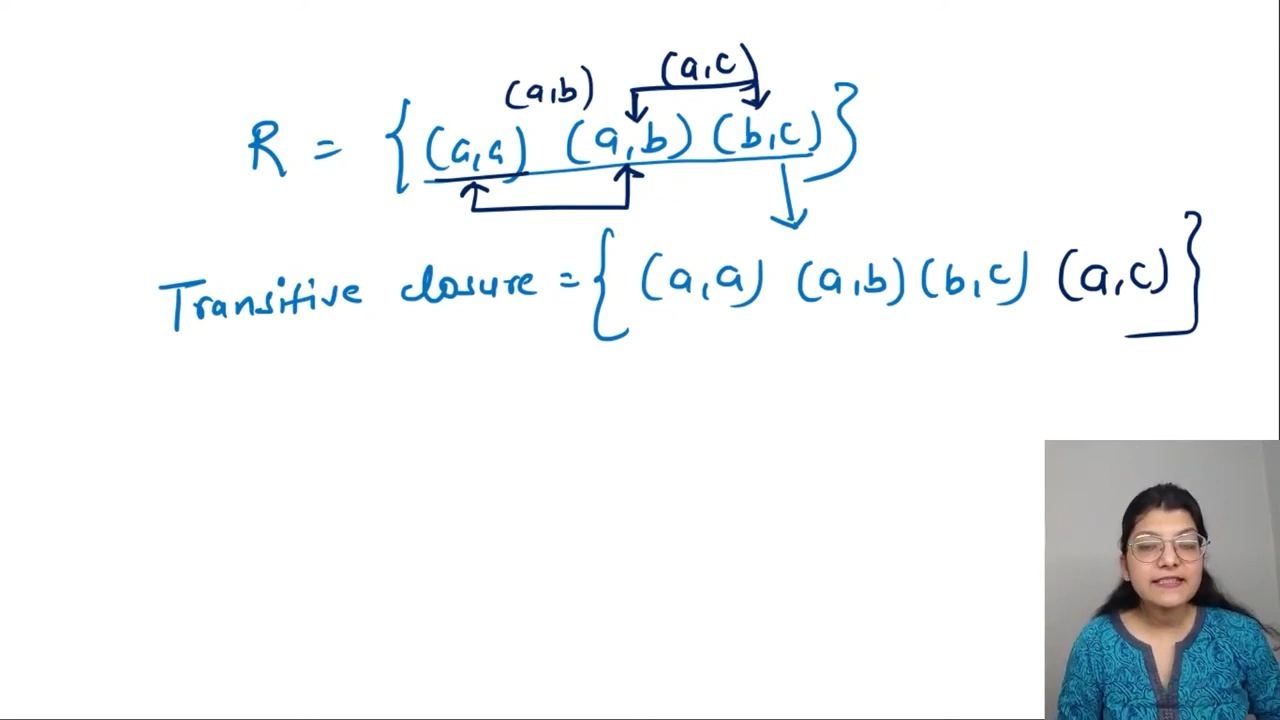 (a,b) (a,c)
R = {(a,a) (a,b) (b,c)}
Transitive closure = {(a,a) (a,b) (b,c) (a,c)}